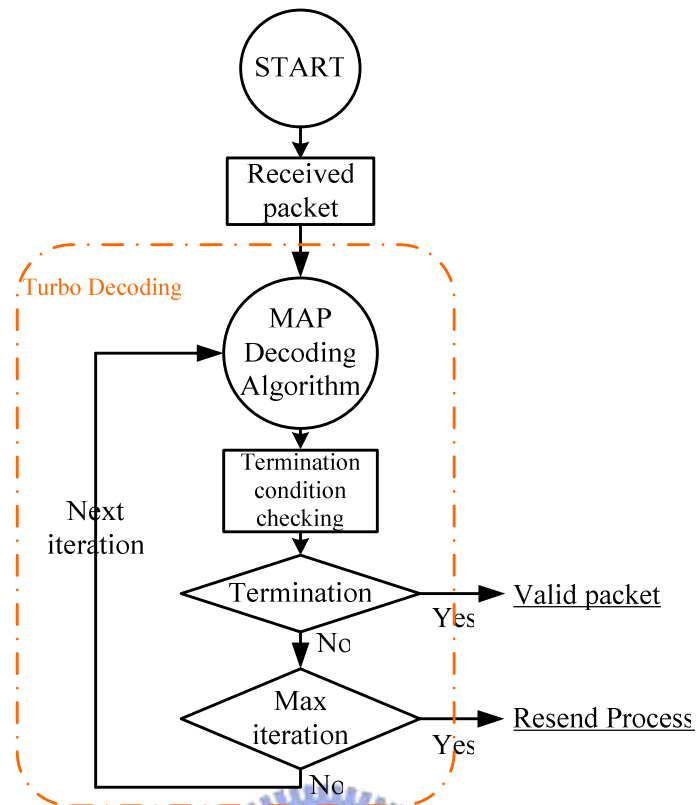 START
Received
packet
Turbo Decoding
MAP
Decoding
Algorithm
Termination
condition
checking
Next
iteration
Termination
Valid packet
Yes
No
Max
iteration
Resend Process
Yes
No